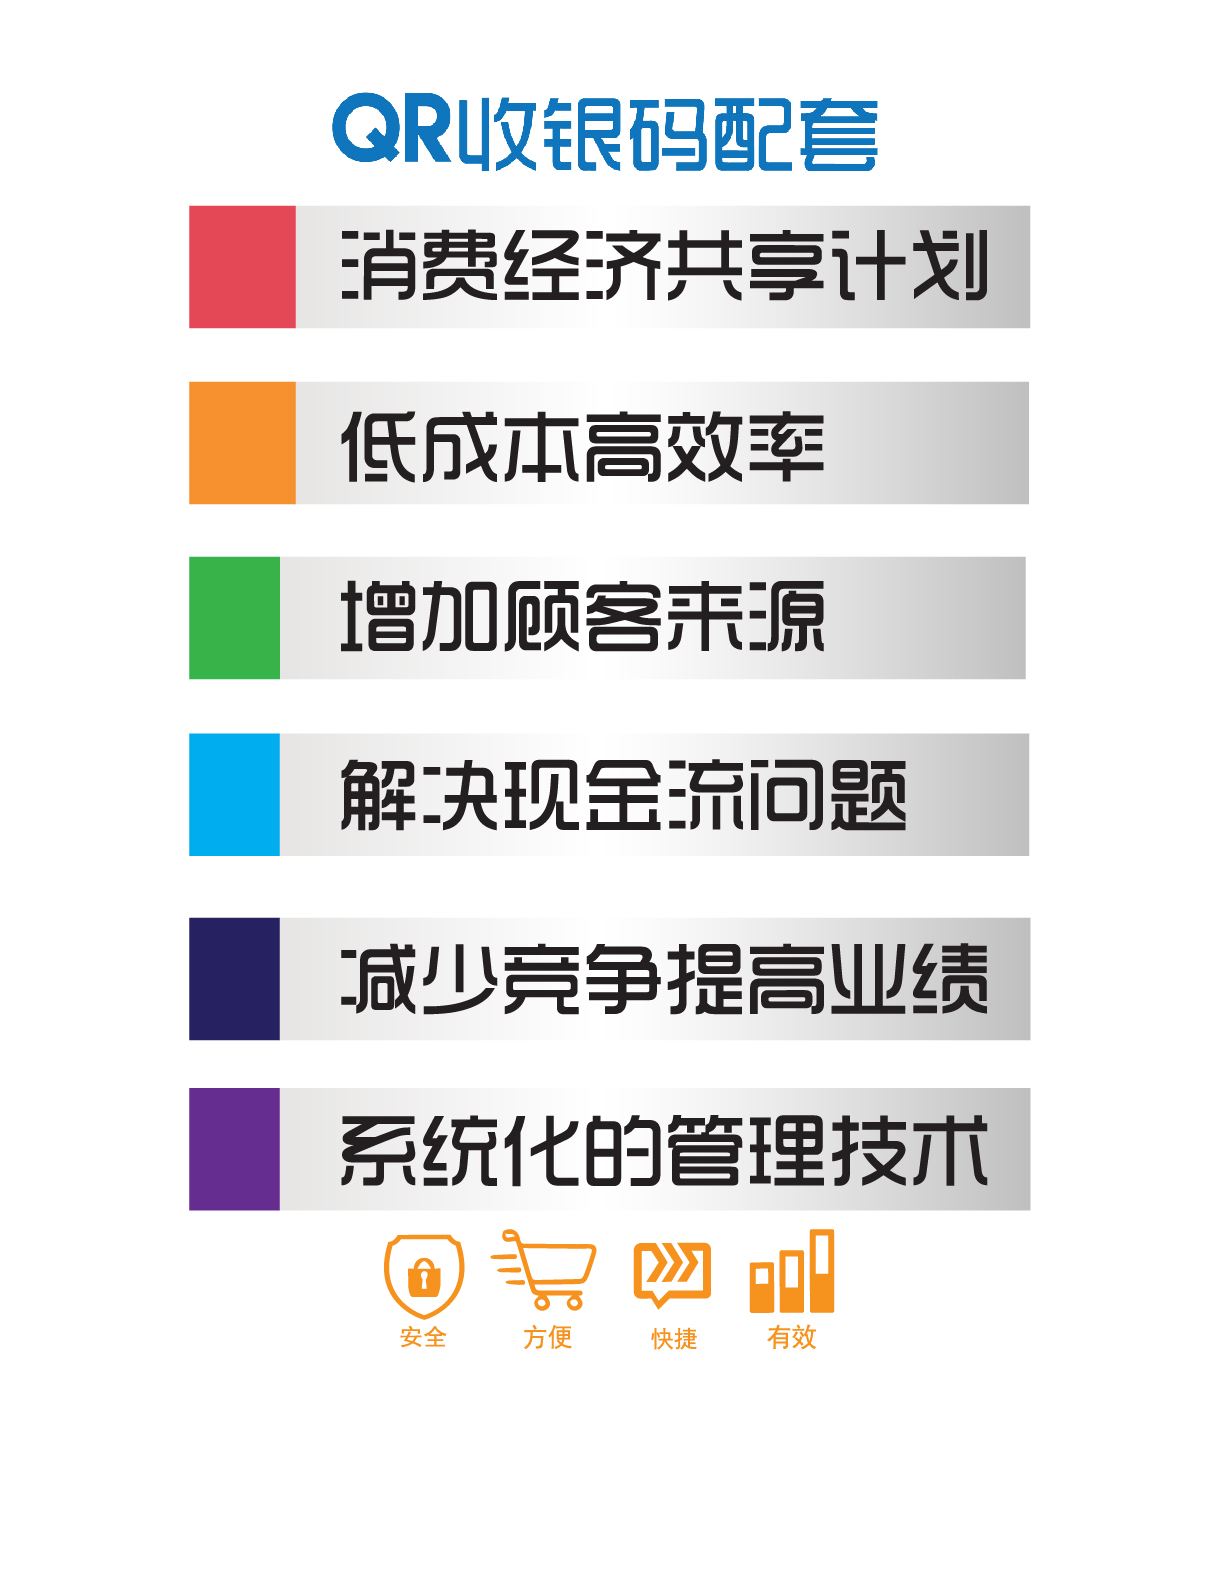 QR收银码配套
消费经济共享计划
低成本高效率
增加顾客来源
解决现金流问题
减少竞争提高业绩
系统化的管理技术
安全 方便 快捷 有效